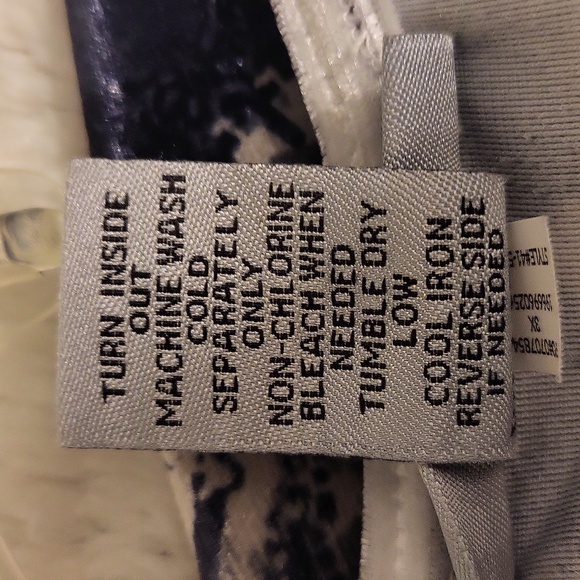 TURN INSIDE
OUT
MACHINE WASH
COLD
SEPARATELY
ONLY
NON-CHLORINE
BLEACH WHEN
NEEDED
TUMBLE DRY
LOW
COOL IRON
REVERSE SIDE
IF NEEDED
3X